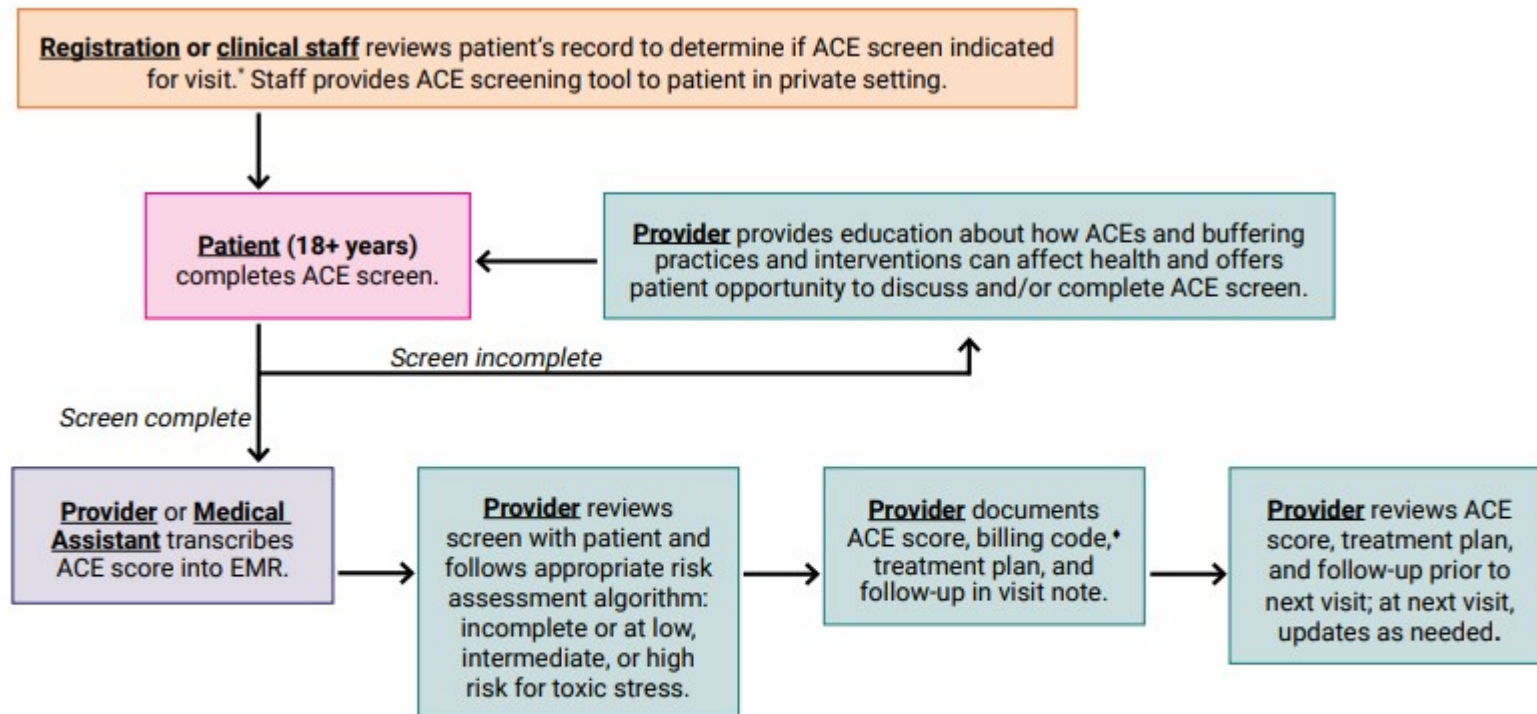 Registration or clinical staff reviews patient's record to determine if ACE screen indicated
for visit.* Staff provides ACE screening tool to patient in private setting.
Patient (18+ years)
completes ACE screen.
Provider provides education about how ACEs and buffering
practices and interventions can affect health and offers
patient opportunity to discuss and/or complete ACE screen.
Screen incomplete
Screen complete
Provider or Medical
Assistant transcribes
ACE score into EMR.
Provider reviews
screen with patient and
follows appropriate risk
assessment algorithm:
incomplete or at low,
intermediate, or high
risk for toxic stress.
Provider documents
ACE score, billing code,♦
treatment plan, and
follow-up in visit note.
Provider reviews ACE
score, treatment plan,
and follow-up prior to
next visit; at next visit,
updates as needed.